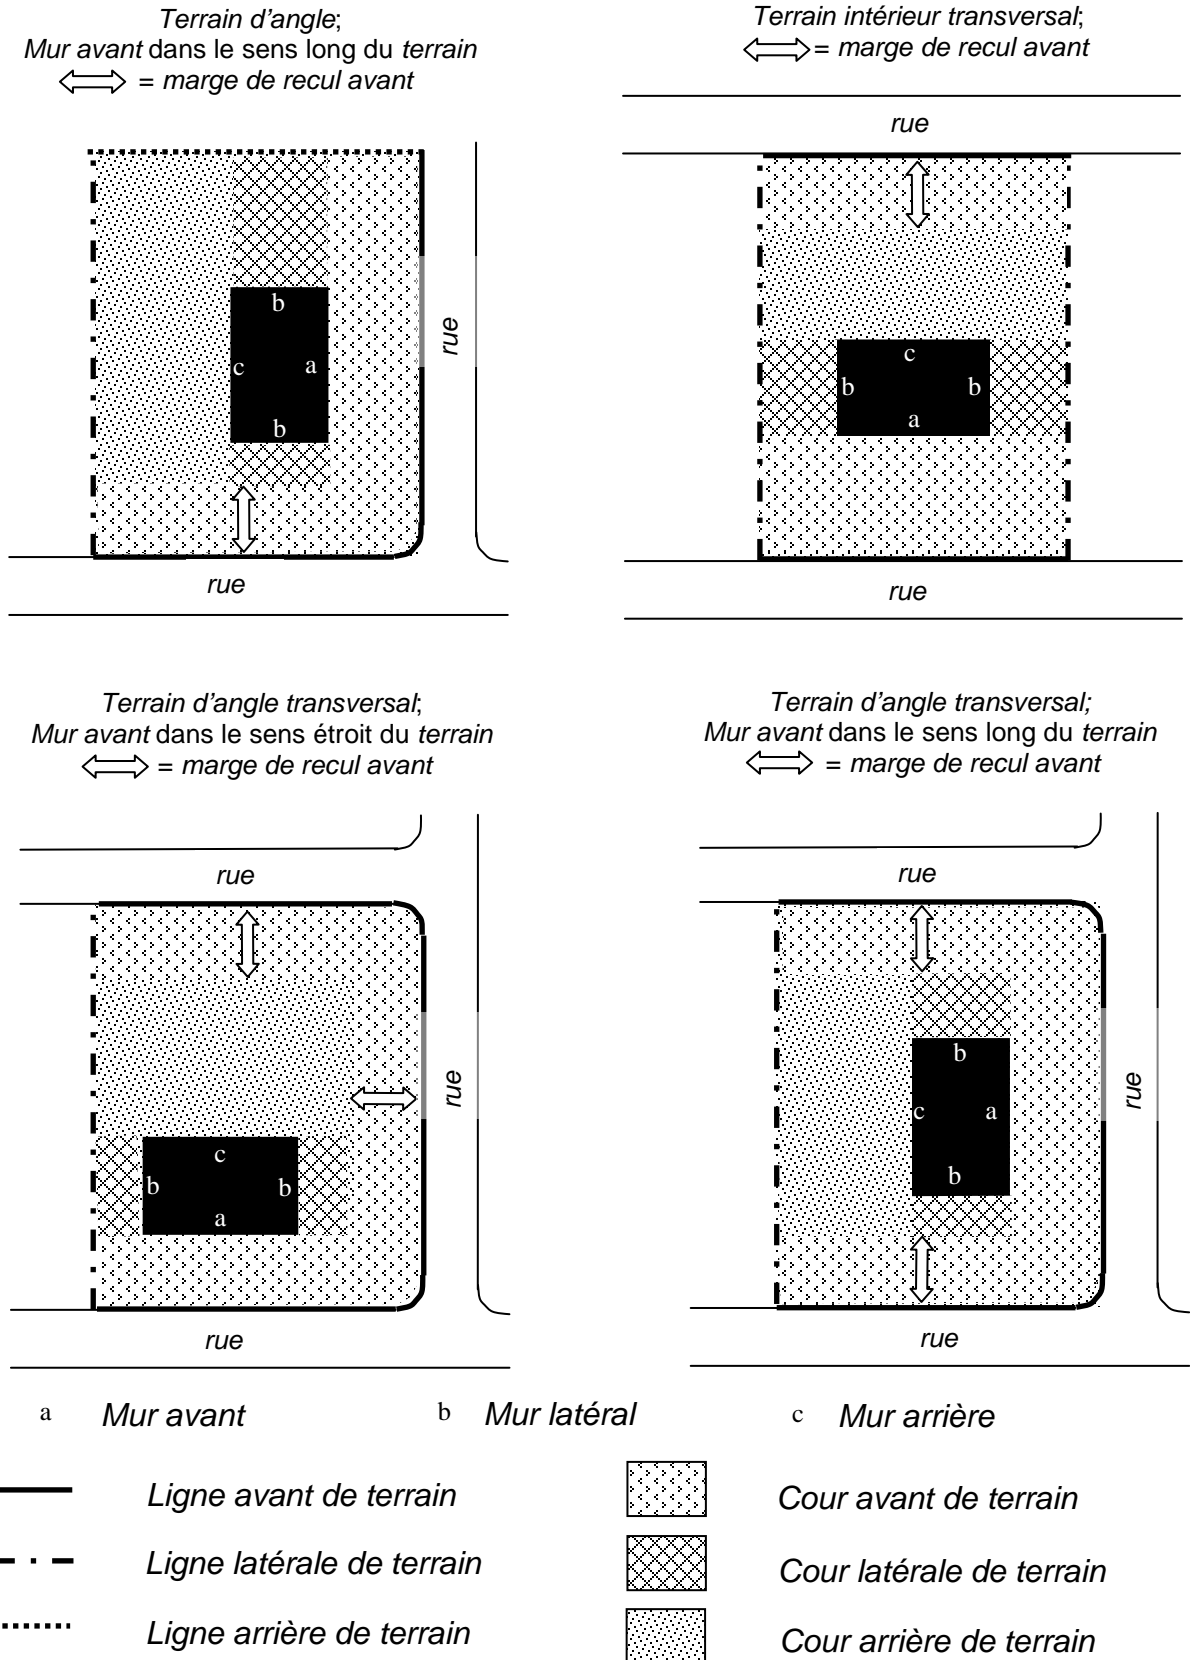 Terrain d'angle;
Mur avant dans le sens long du terrain
= marge de recul avant
b
c a
b
rue
rue
Terrain intérieur transversal;
= marge de recul avant
rue
c
b b
a
rue
Terrain d'angle transversal;
Mur avant dans le sens étroit du terrain
= marge de recul avant
rue
c
b b
a
rue
rue
Terrain d'angle transversal;
Mur avant dans le sens long du terrain
= marge de recul avant
rue
b
c a
b
rue
rue
a Mur avant b Mur latéral c Mur arrière
Ligne avant de terrain
Cour avant de terrain
Ligne latérale de terrain
Cour latérale de terrain
Ligne arrière de terrain
Cour arrière de terrain